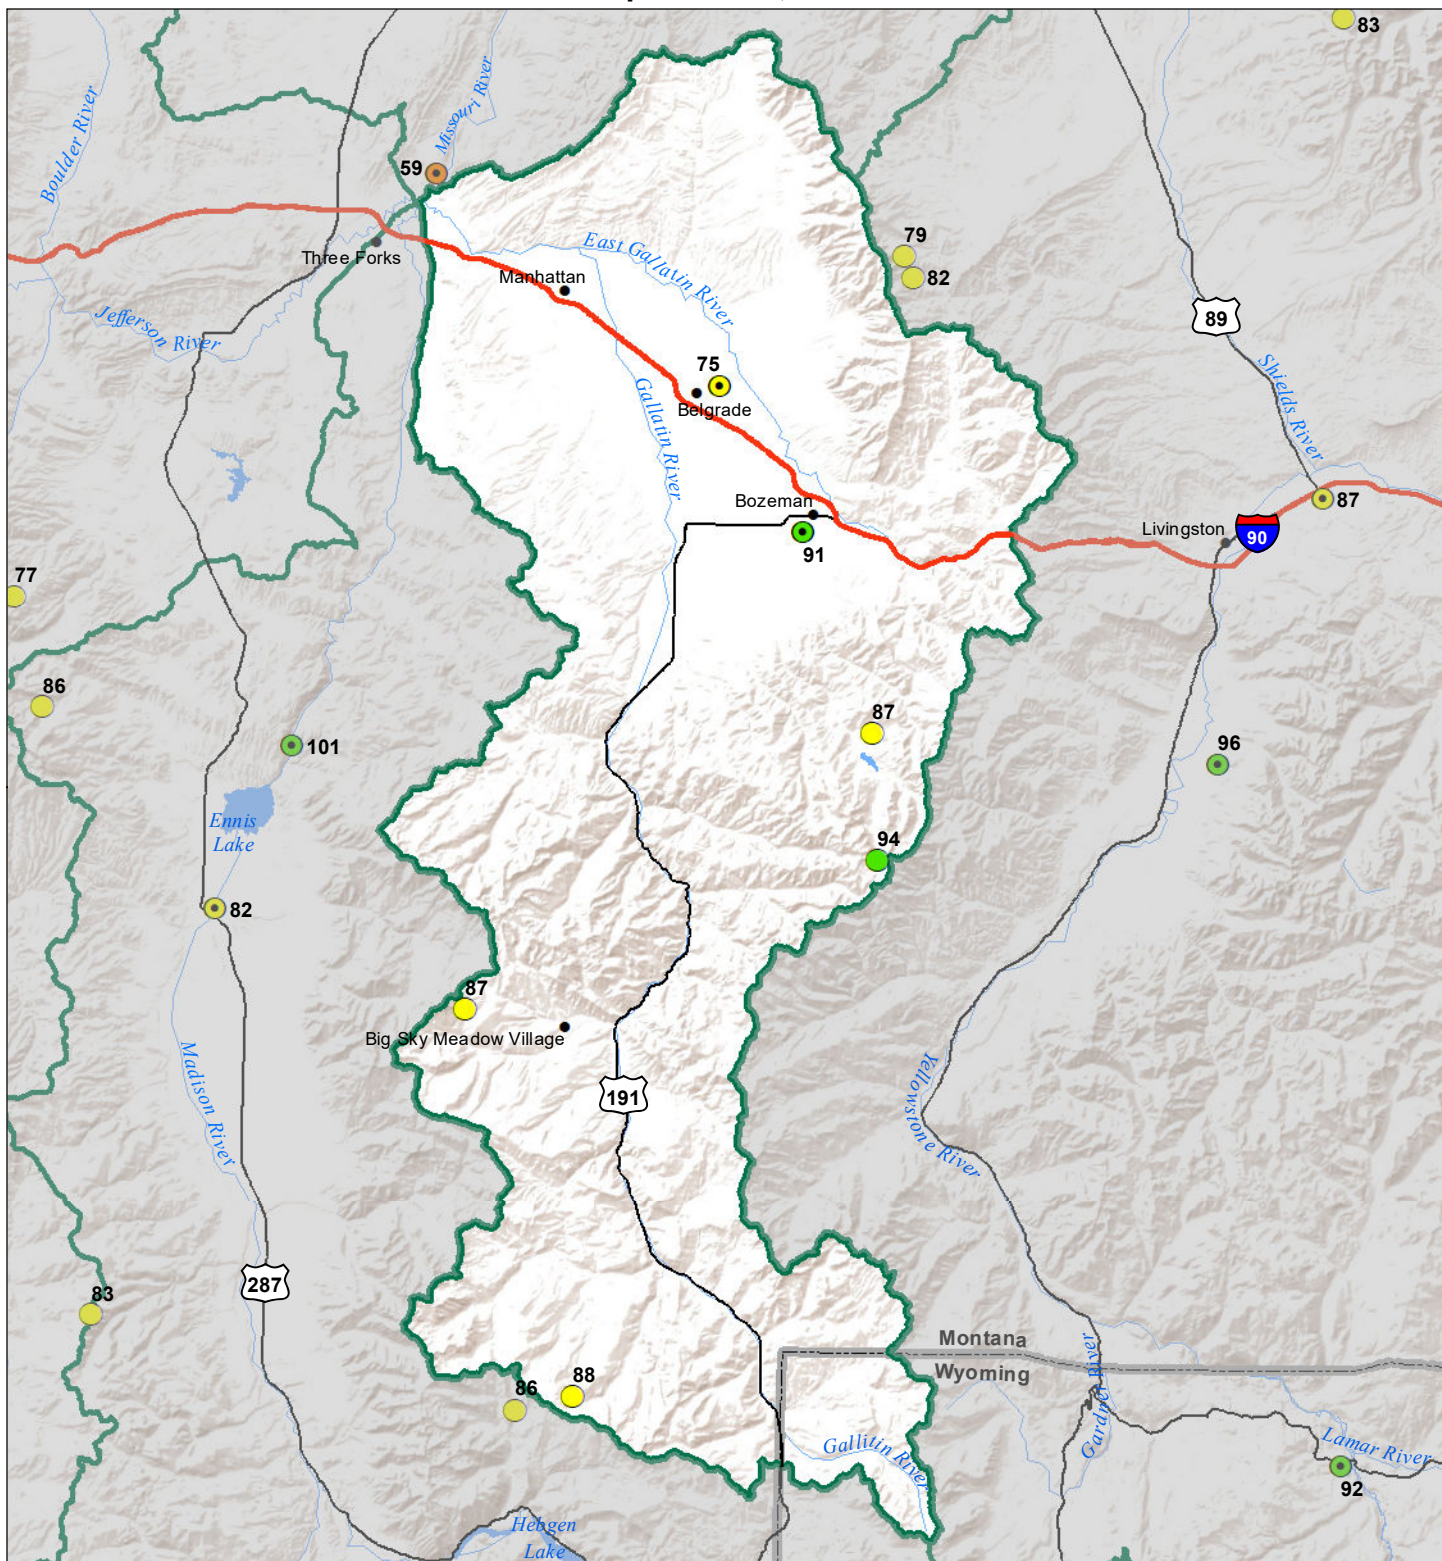 83
Missouri River
Boulder River
59
79
East Gallatin River
Three Forks
Manhattan
82
89
Jefferson River
75
Belgrade
Shields River
Gallatin River
Bozeman
87
Livingston
90
91
77
86
87
101
96
Ennis
Lake
94
82
87
Big Sky Meadow Village
Madison River
Yellowstone River
191
287
83
Montana
Wyoming
Gardner River
88
86
Gallitin River
Lamar River
92
Hebgen
Lake